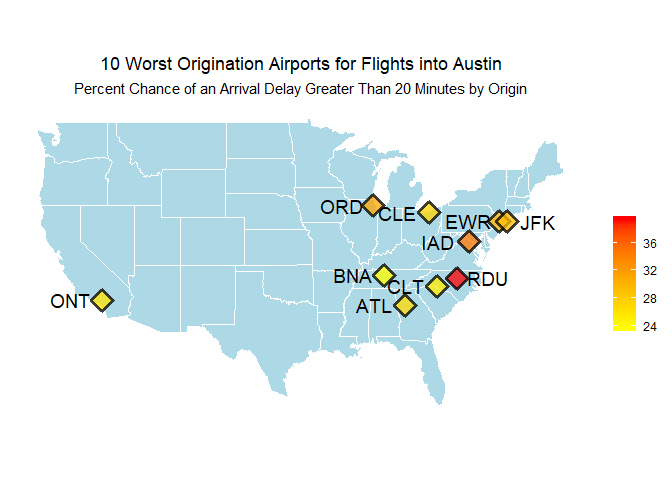 10 Worst Origination Airports for Flights into Austin
Percent Chance of an Arrival Delay Greater Than 20 Minutes by Origin
ORD
CLE
EWR
JFK
IAD
BNA
CLT
RDU
ONT
ATL
36
32
28
24